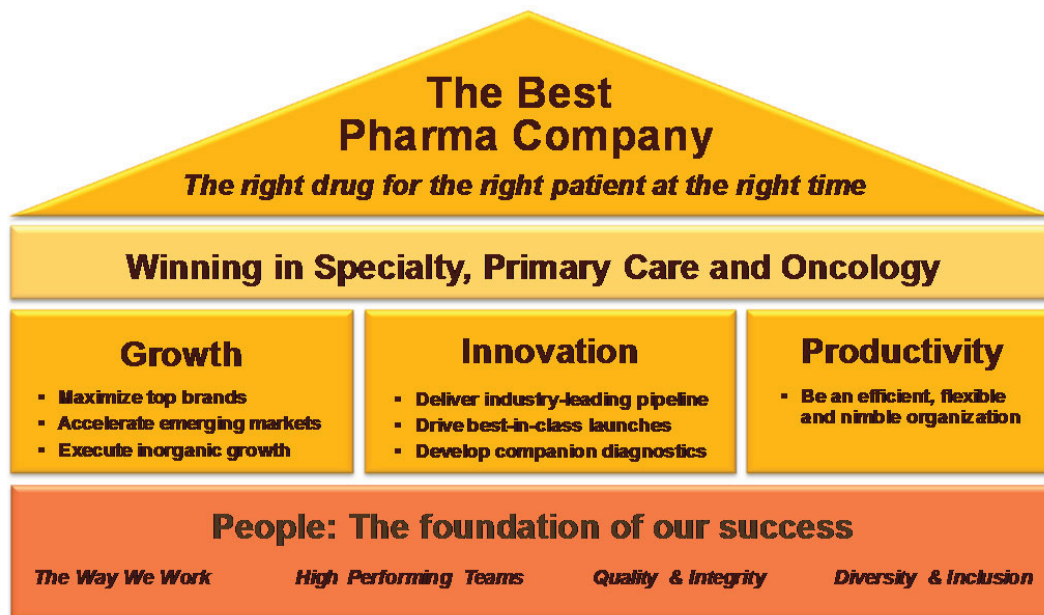 The Best
Pharma Company
The right drug for the right patient at the right time
Winning in Specialty, Primary Care and Oncology
Growth
▪ Maximize top brands
▪ Accelerate emerging markets
▪ Execute inorganic growth
Innovation
▪ Deliver industry-leading pipeline
▪ Drive best-in-class launches
▪ Develop companion diagnostics
Productivity
▪ Be an efficient, flexible
and nimble organization
People: The foundation of our success
The Way We Work
High Performing Teams
Quality & Integrity
Diversity & Inclusion